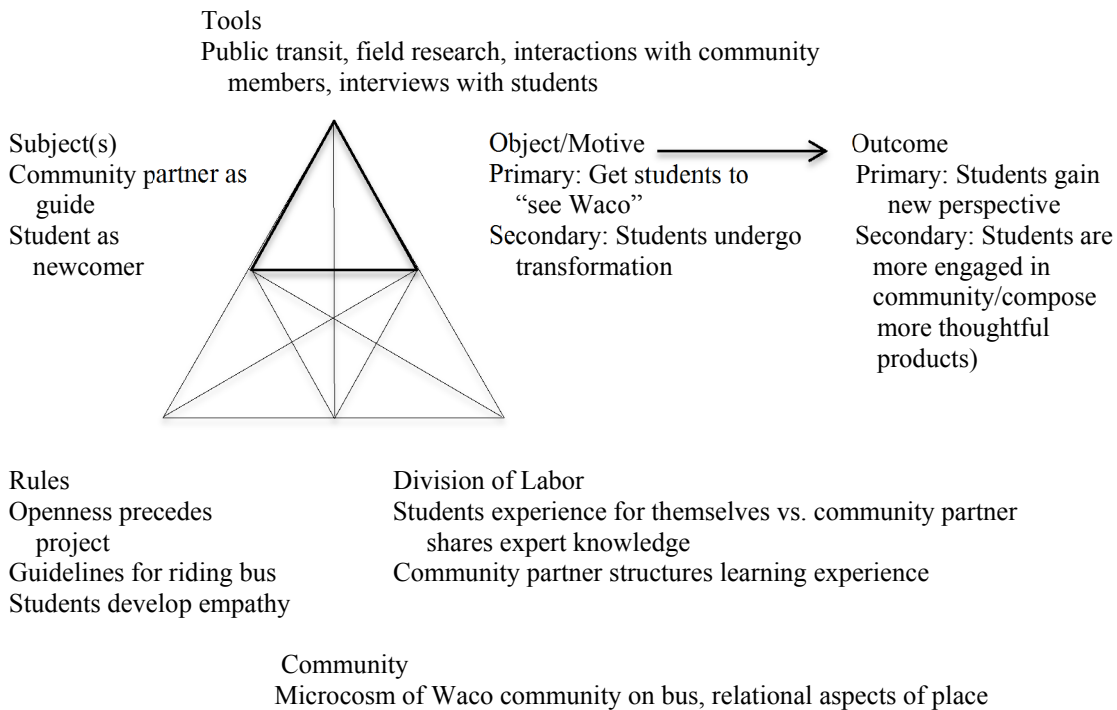 Tools
Public transit, field research, interactions with community
members, interviews with students
Subject(s)
Community partner as
guide
Student as
newcomer
Object/Motive
Primary: Get students to
“see Waco”
Secondary: Students undergo
transformation
Outcome
Primary: Students gain
new perspective
Secondary: Students are
more engaged in
community/compose
more thoughtful
products)
Rules
Openness precedes
project
Guidelines for riding bus
Students develop empathy
Division of Labor
Students experience for themselves vs. community partner
shares expert knowledge
Community partner structures learning experience
Community
Microcosm of Waco community on bus, relational aspects of place